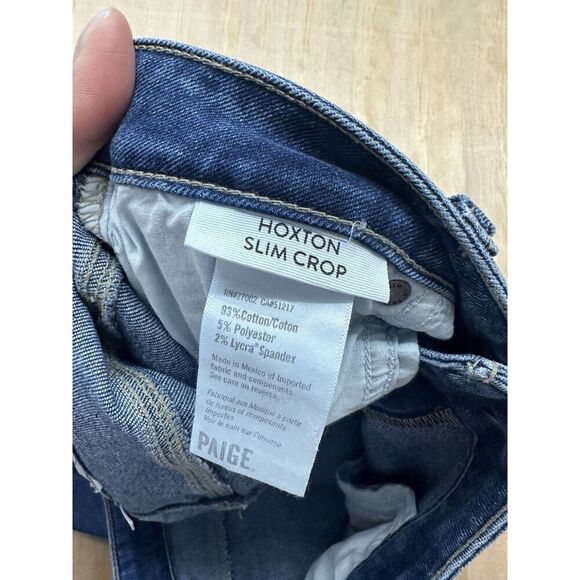 HOXTON
SLIM CROP
RN#27002 CA#51217
93% Cotton/Coton
5% Polyester
2% Lycra® Spandex
Made in Mexico of imported
fabric and components.
See care on reverse.
Fabriqué aux Mexique a partir
de tissus et composants
importés
Voir le soin sur l'inverse.
PAIGE